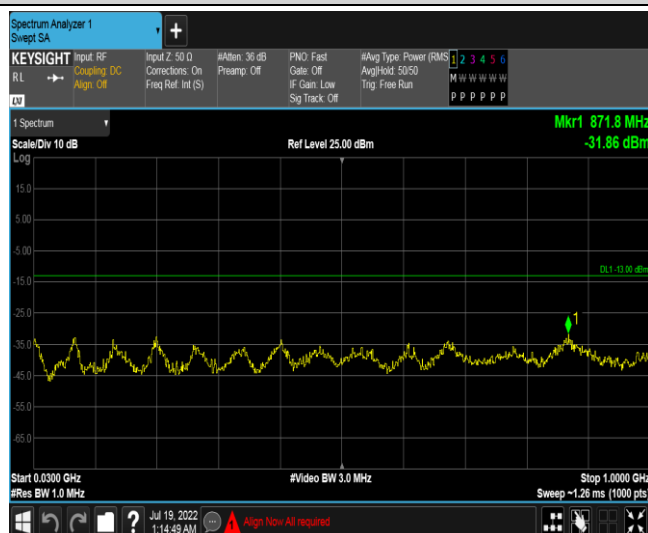 Spectrum Analyzer 1
Swept SA
+
KEYSIGHT Input: RF Input Z: 50 Ω #Atten: 36 dB PNO: Fast #Avg Type: Power (RMS 1 2 3 4 5 6
RL Coupling: DC Corrections: On Preamp: Off Gate: Off Avg|Hold: 50/50 M W W W W W
Align: Off Freq Ref: Int (S) IF Gain: Low Trig: Free Run
Sig Track: Off P P P P P P
LXI
1 Spectrum Mkr1 871.8 MHz
Scale/Div 10 dB Ref Level 25.00 dBm -31.86 dBm
Log
15.0
5.00
-5.00
DL1 -13.00 dBm
-15.0
-25.0
1
-35.0
-45.0
-55.0
-65.0
Start 0.0300 GHz #Video BW 3.0 MHz Stop 1.0000 GHz
#Res BW 1.0 MHz Sweep ~1.26 ms (1000 pts)
? Jul 19, 2022 1 Align Now All required
1:14:49 AM